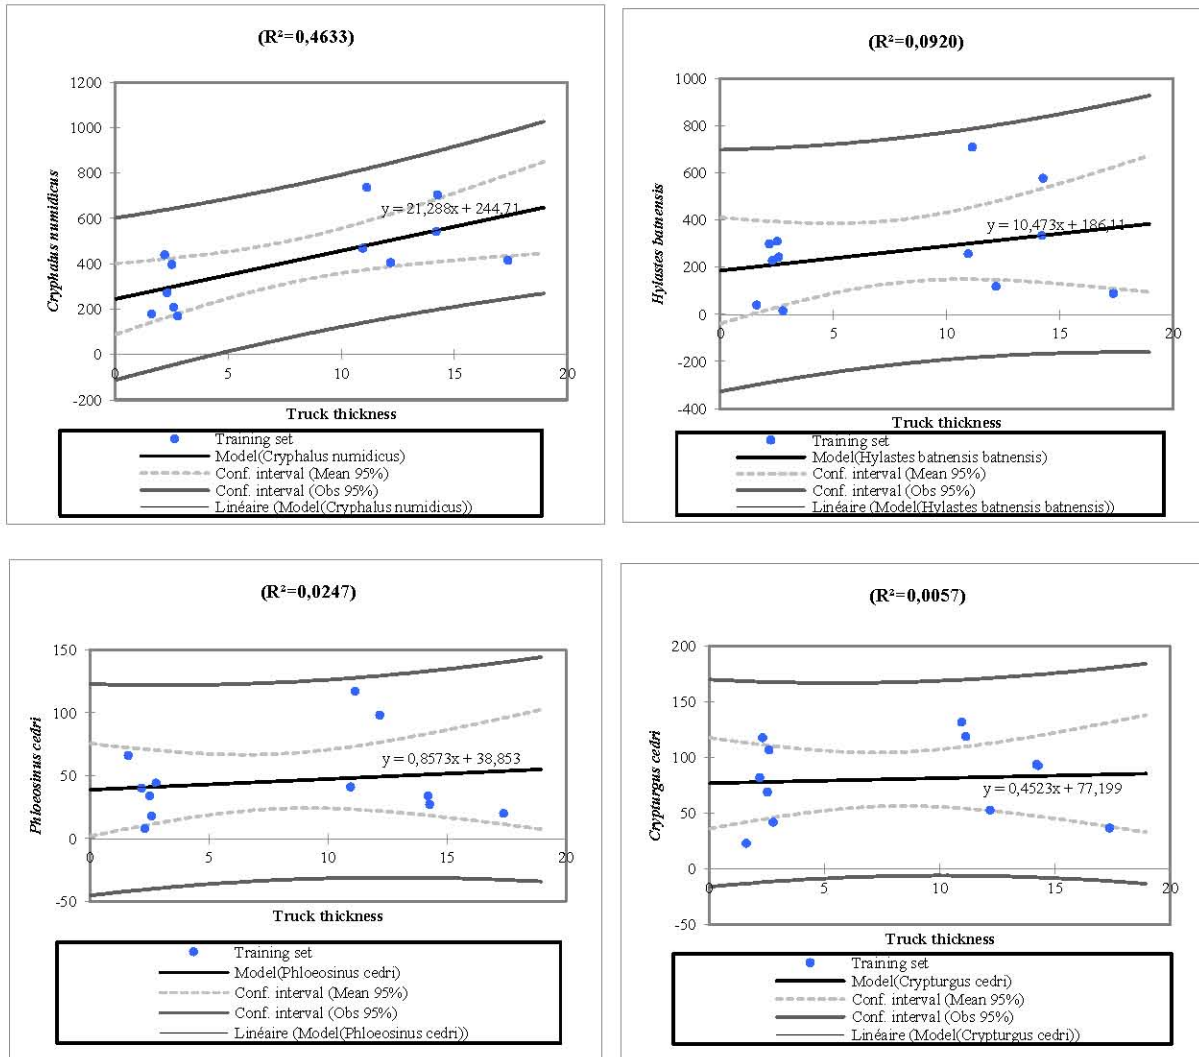 (R²=0,4633)
1200
1000
800
600
400
200
0
-200
0
5
10
15
20
Cryphalus numidicus
y = 21,288x + 244,71
Truck thickness
Training set
Model(Cryphalus numidicus)
Conf. interval (Mean 95%)
Conf. interval (Obs 95%)
Linéaire (Model(Cryphalus numidicus))
(R²=0,0920)
1000
800
600
400
200
0
-200
-400
0
5
10
15
20
Hylastes batnensis
y = 10,473x + 186,11
Truck thickness
Training set
Model(Hylastes batnensis batnensis)
Conf. interval (Mean 95%)
Conf. interval (Obs 95%)
Linéaire (Model(Hylastes batnensis batnensis))
(R²=0,0247)
150
100
50
0
-50
0
5
10
15
20
Phloeosinus cedri
y = 0,8573x + 38,853
Truck thickness
Training set
Model(Phloeosinus cedri)
Conf. interval (Mean 95%)
Conf. interval (Obs 95%)
Linéaire (Model(Phloeosinus cedri))
(R²=0,0057)
200
150
100
50
0
-50
0
5
10
15
20
Crypturgus cedri
y = 0,4523x + 77,199
Truck thickness
Training set
Model(Crypturgus cedri)
Conf. interval (Mean 95%)
Conf. interval (Obs 95%)
Linéaire (Model(Crypturgus cedri))